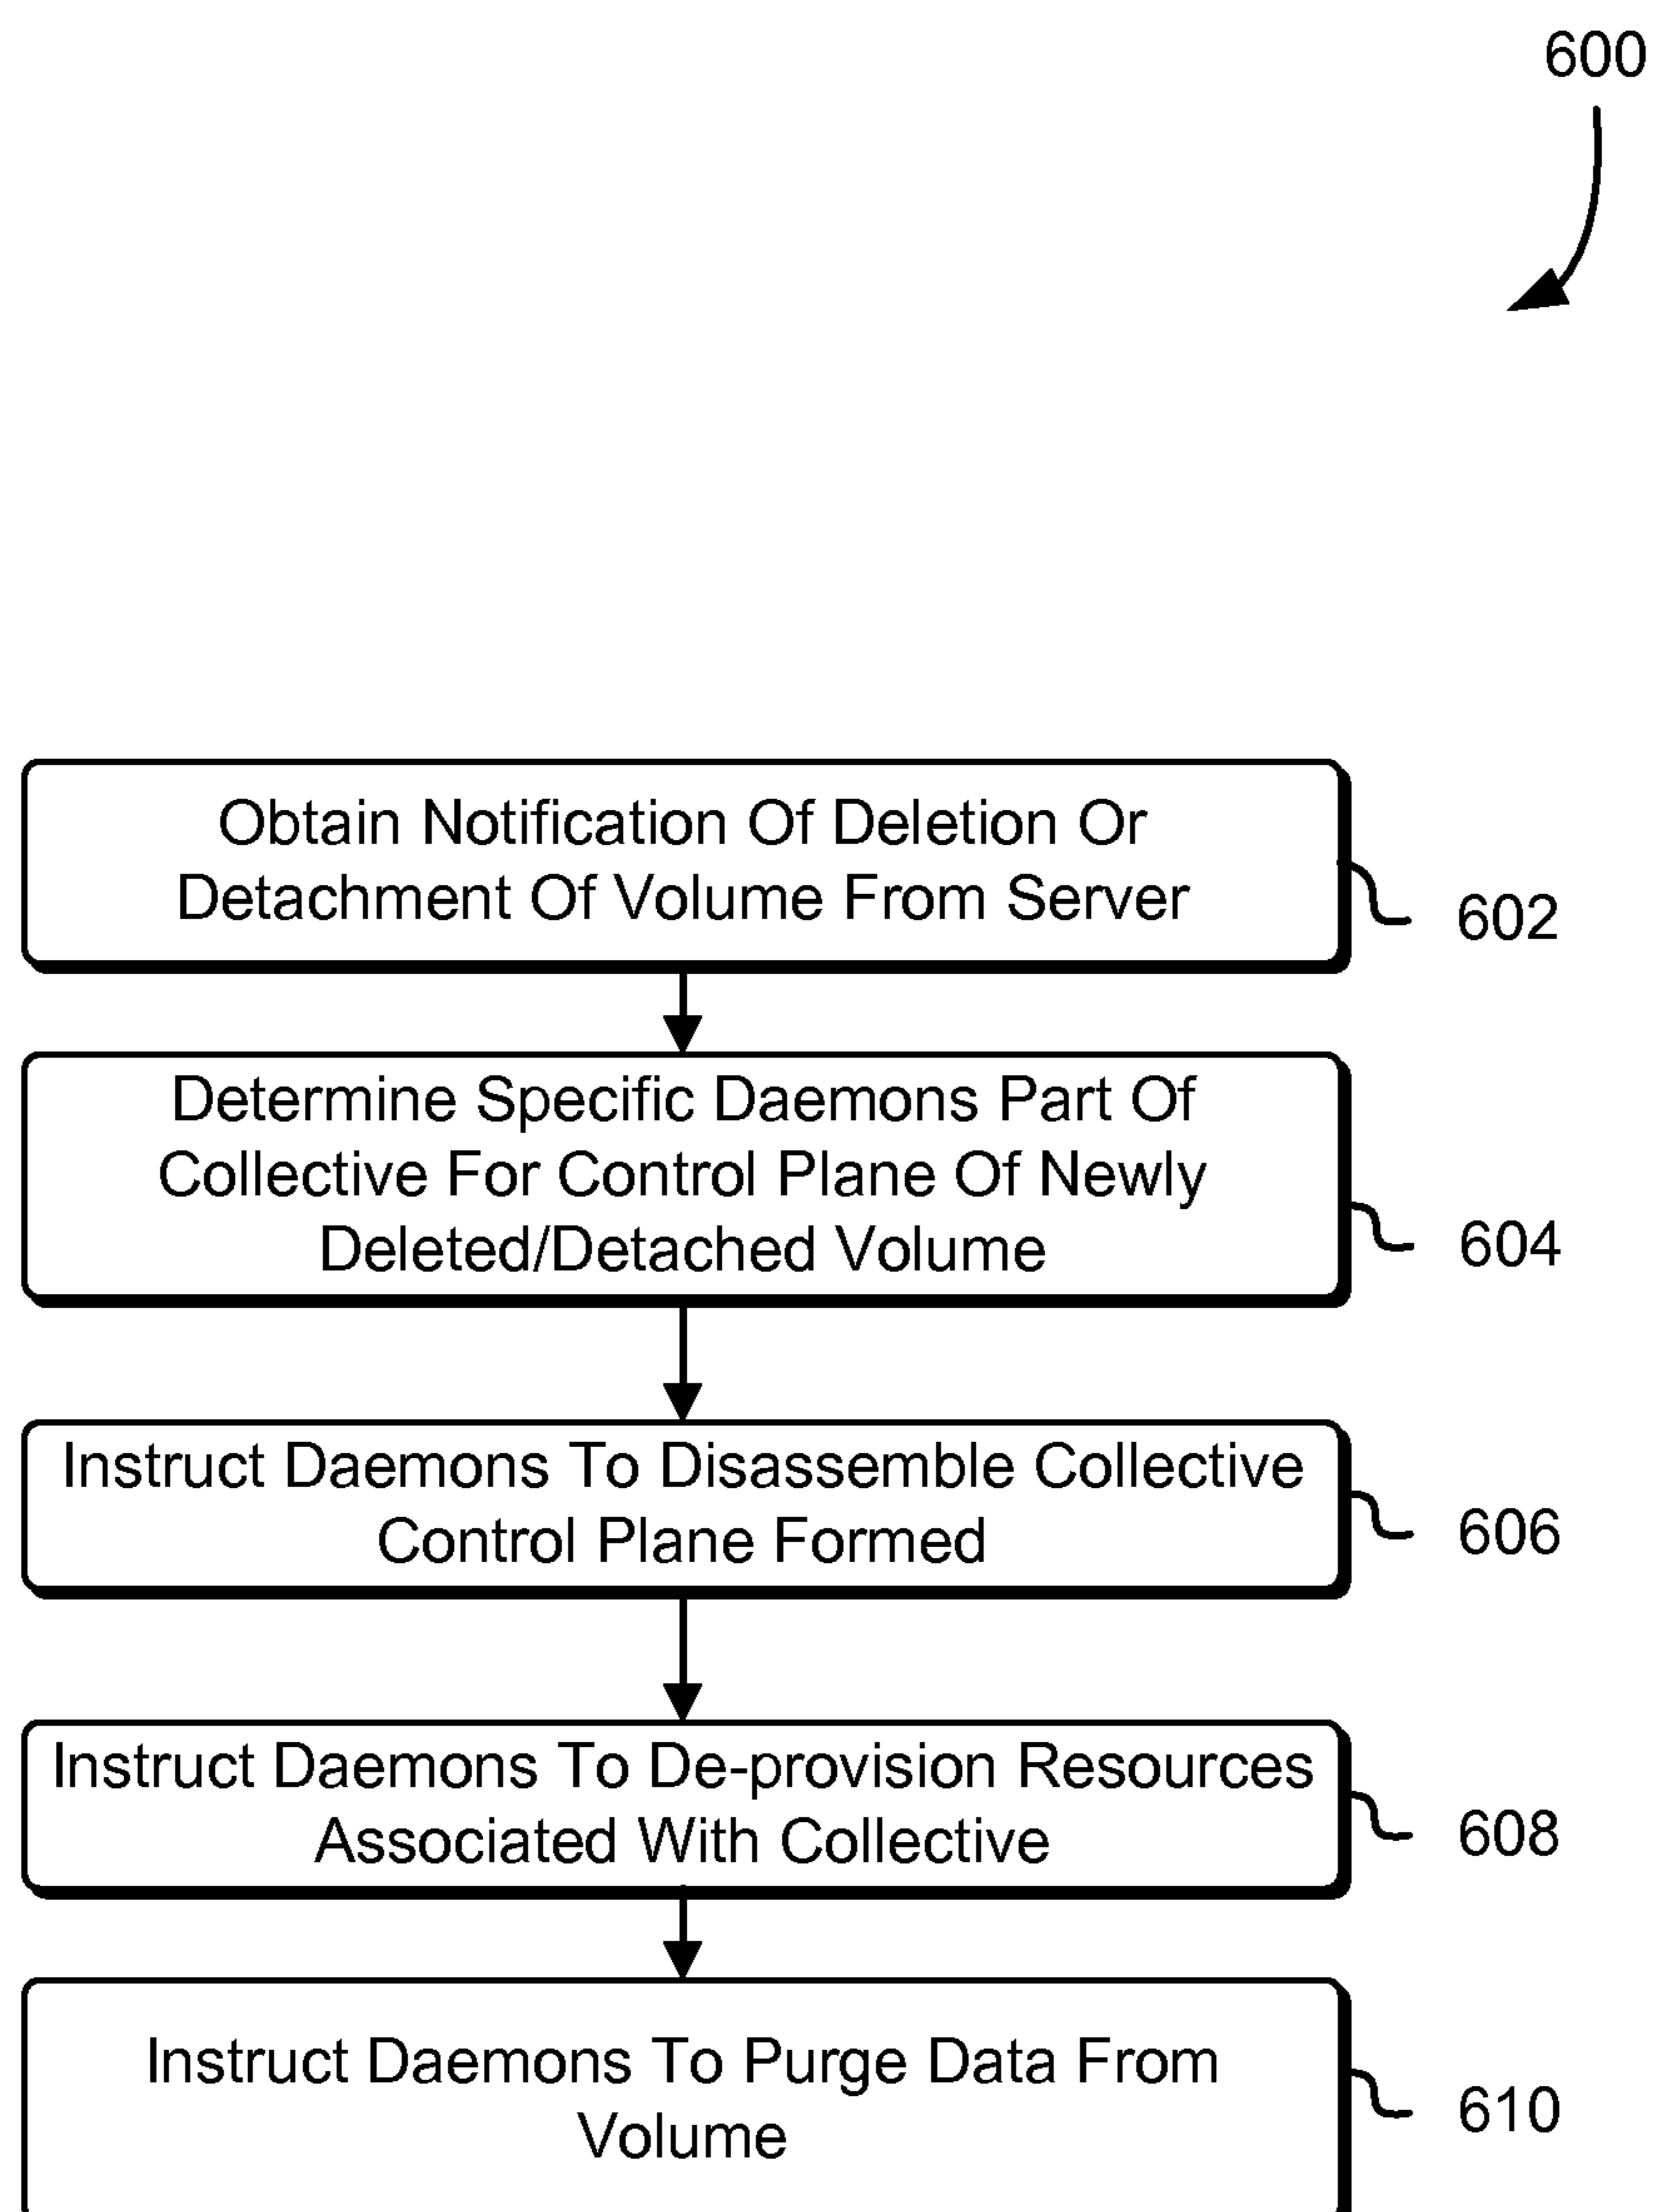 600
Obtain Notification Of Deletion Or
Detachment Of Volume From Server
602
Determine Specific Daemons Part Of
Collective For Control Plane Of Newly
Deleted/Detached Volume
604
Instruct Daemons To Disassemble Collective
Control Plane Formed
606
Instruct Daemons To De-provision Resources
Associated With Collective
608
Instruct Daemons To Purge Data From
Volume
610